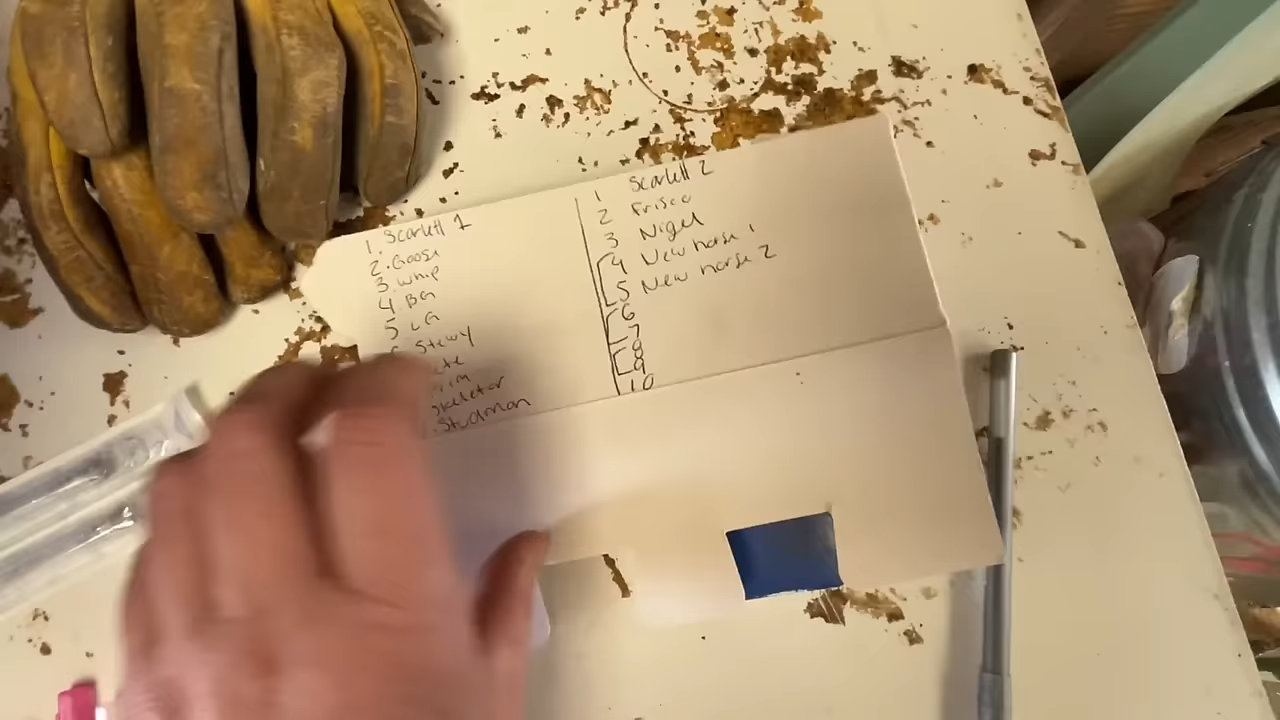 1. Scarlett 1
2. Goose
3. Whip
4 BG
5 LG
Stewy
Skeletor
. Studman
1 Scarlett 2
2 Frisco
3 Nigel
4 New horse 1
5 New horse 2
6
7
8
9
10